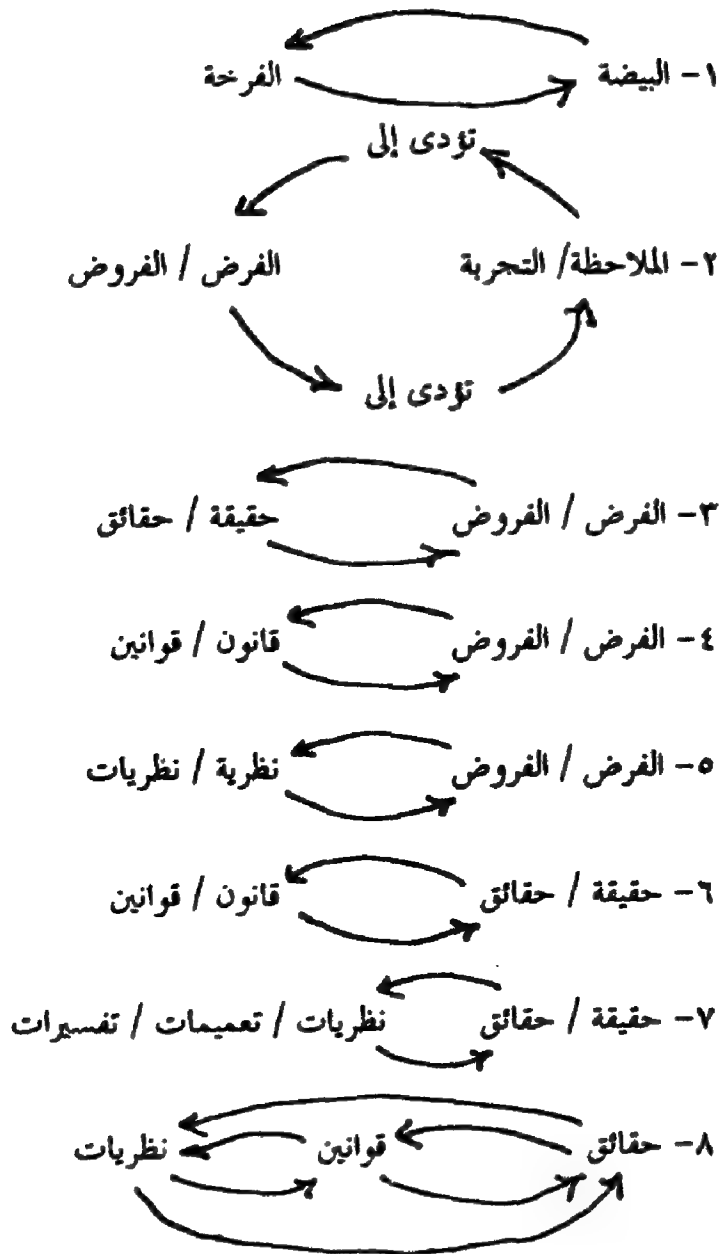 ١- البيضة الفرخة
تؤدى إلى
٢- الملاحظة/ التجربة الفرض / الفروض
تؤدى إلى
٣- الفرض / الفروض حقيقة / حقائق
٤- الفرض / الفروض قانون / قوانين
٥- الفرض / الفروض نظرية / نظريات
٦- حقيقة / حقائق قانون / قوانين
٧- حقيقة / حقائق نظريات / تعميمات / تفسيرات
٨- حقائق قوانين نظريات